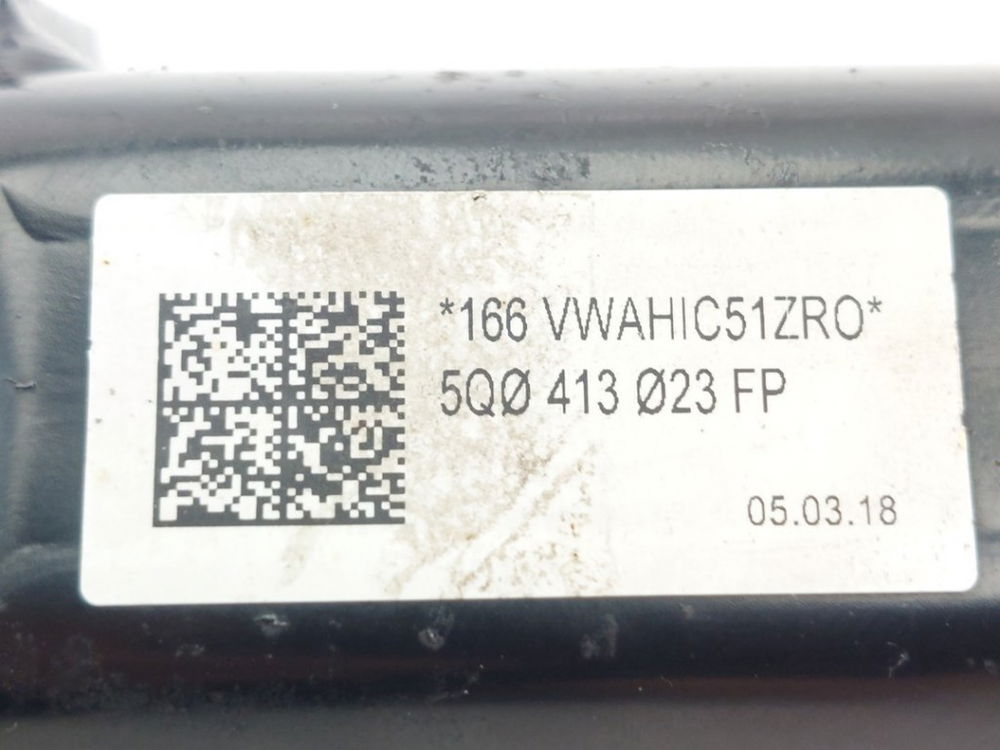 *166 VWAHIC51ZRO*
5QØ 413 Ø23 FP
05.03.18